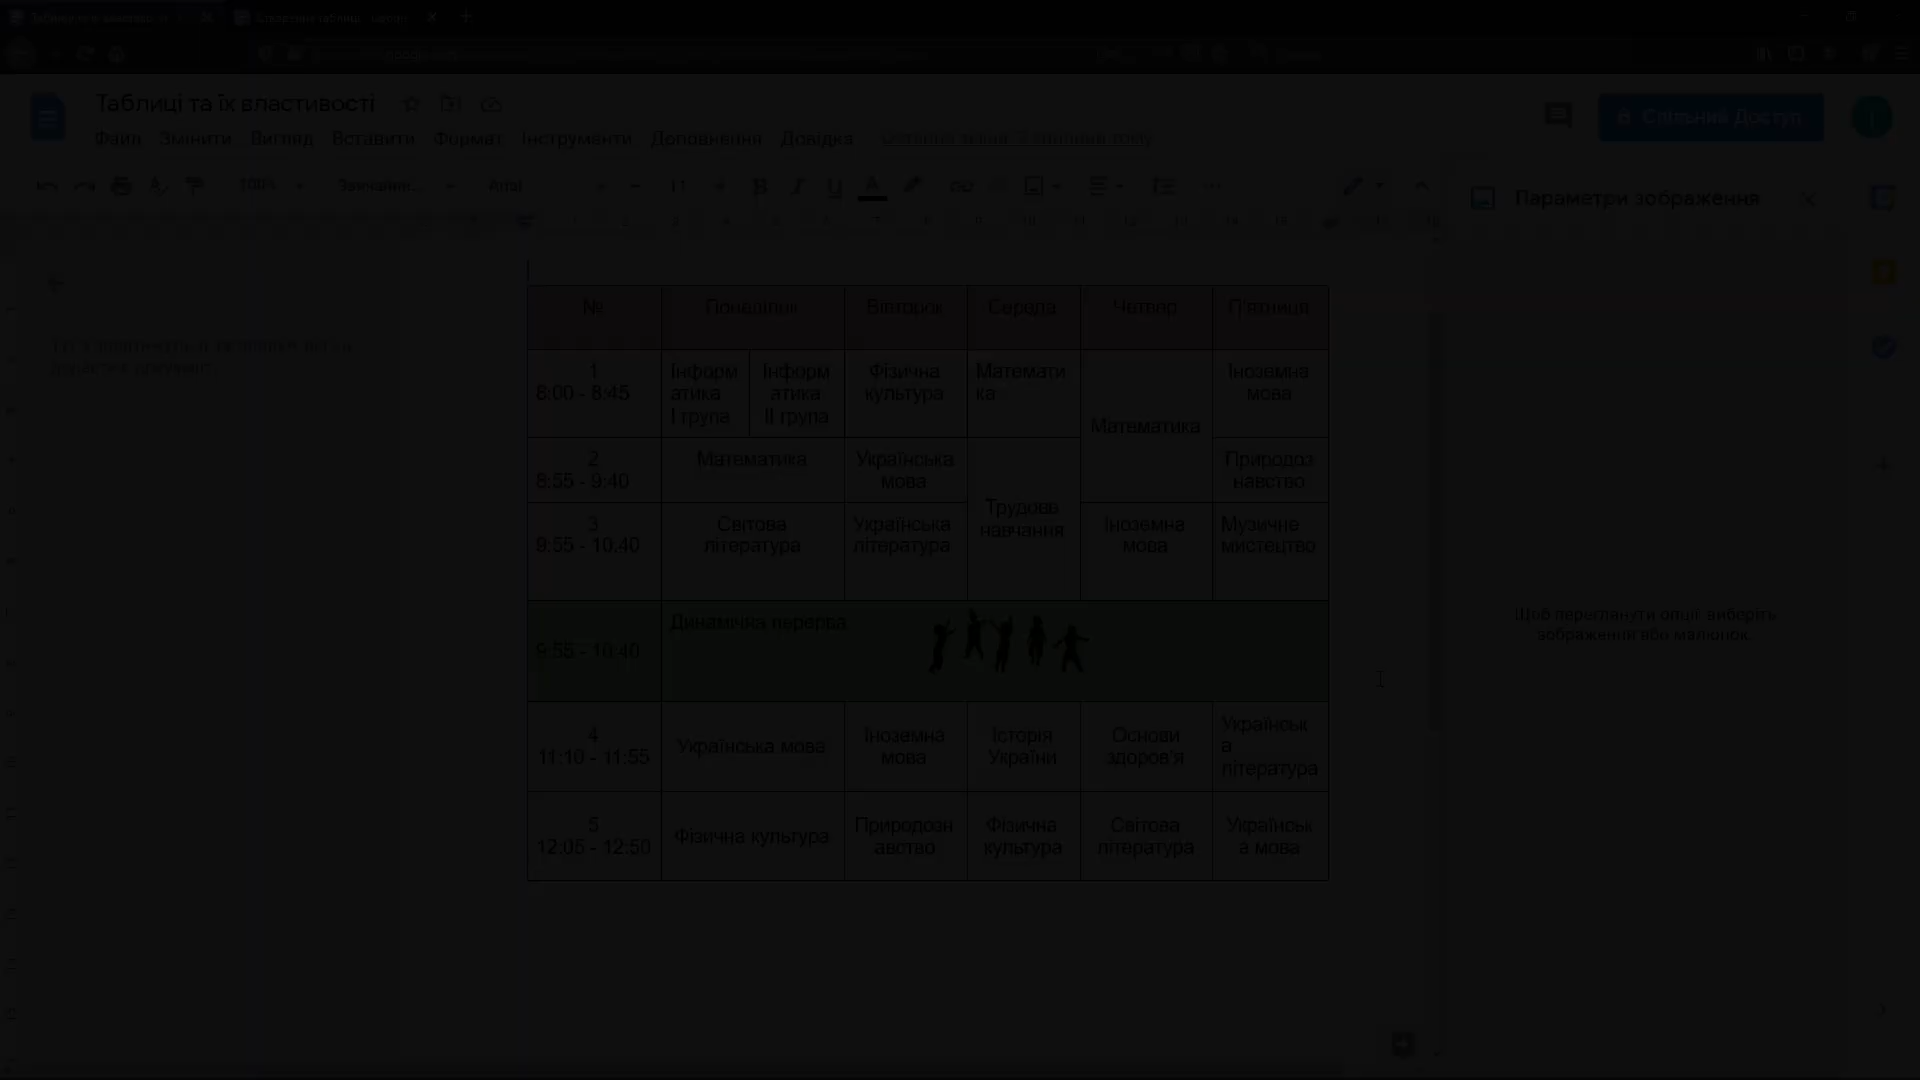 Таблиці та їх властивості
Файл Змінити Вигляд Вставити Формат Інструменти Доповнення Довідка
Спільний Доступ
100% Звичайни... Arial 11
Параметри зображення
№ Понеділок Вівторок Середа Четвер П'ятниця
1
8:00 - 8:45
Інформ
атика
І група
Інформ
атика
ІІ група
Фізична
культура
Математи
ка
Математика
Іноземна
мова
2
8:55 - 9:40
Математика
Українська
мова
Трудове
навчання
Природоз
навство
3
9:55 - 10:40
Світова
література
Українська
література
Іноземна
мова
Музичне
мистецтво
9:55 - 10:40
Динамічна перерва
4
11:10 - 11:55
Українська мова
Іноземна
мова
Історія
України
Основи
здоров'я
Українськ
а
література
5
12:05 - 12:50
Фізична культура
Природозн
авство
Фізична
культура
Світова
література
Українськ
а мова
Щоб переглянути опції, виберіть
зображення або малюнок.